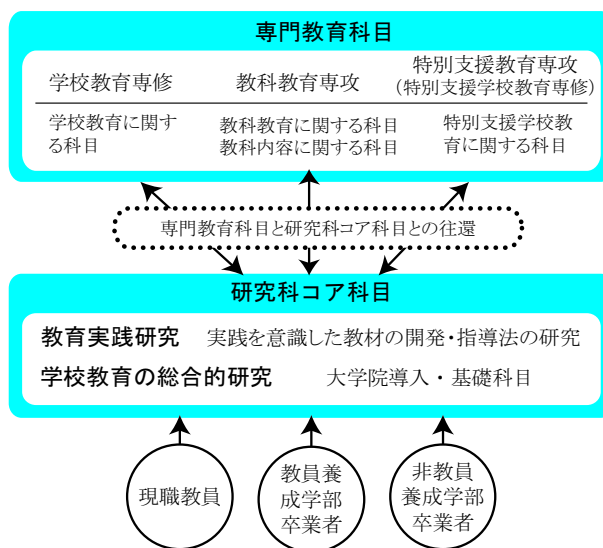 専門教育科目
学校教育専修
教科教育専攻
特別支援教育専攻
(特別支援学校教育専修)
学校教育に関す
る科目
教科教育に関する科目
教科内容に関する科目
特別支援学校教
育に関する科目
専門教育科目と研究科コア科目との往還
研究科コア科目
教育実践研究 実践を意識した教材の開発・指導法の研究
学校教育の総合的研究 大学院導入・基礎科目
現職教員
教員養
成学部
卒業者
非教員
養成学部
卒業者